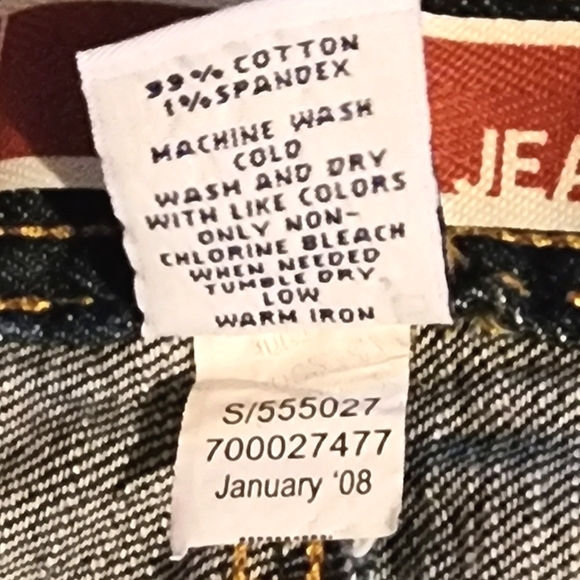 99% COTTON
1% SPANDEX
MACHINE WASH
COLD
WASH AND DRY
WITH LIKE COLORS
ONLY NON-
CHLORINE BLEACH
WHEN NEEDED
TUMBLE DRY
LOW
WARM IRON
JEA
S/555027
700027477
January '08